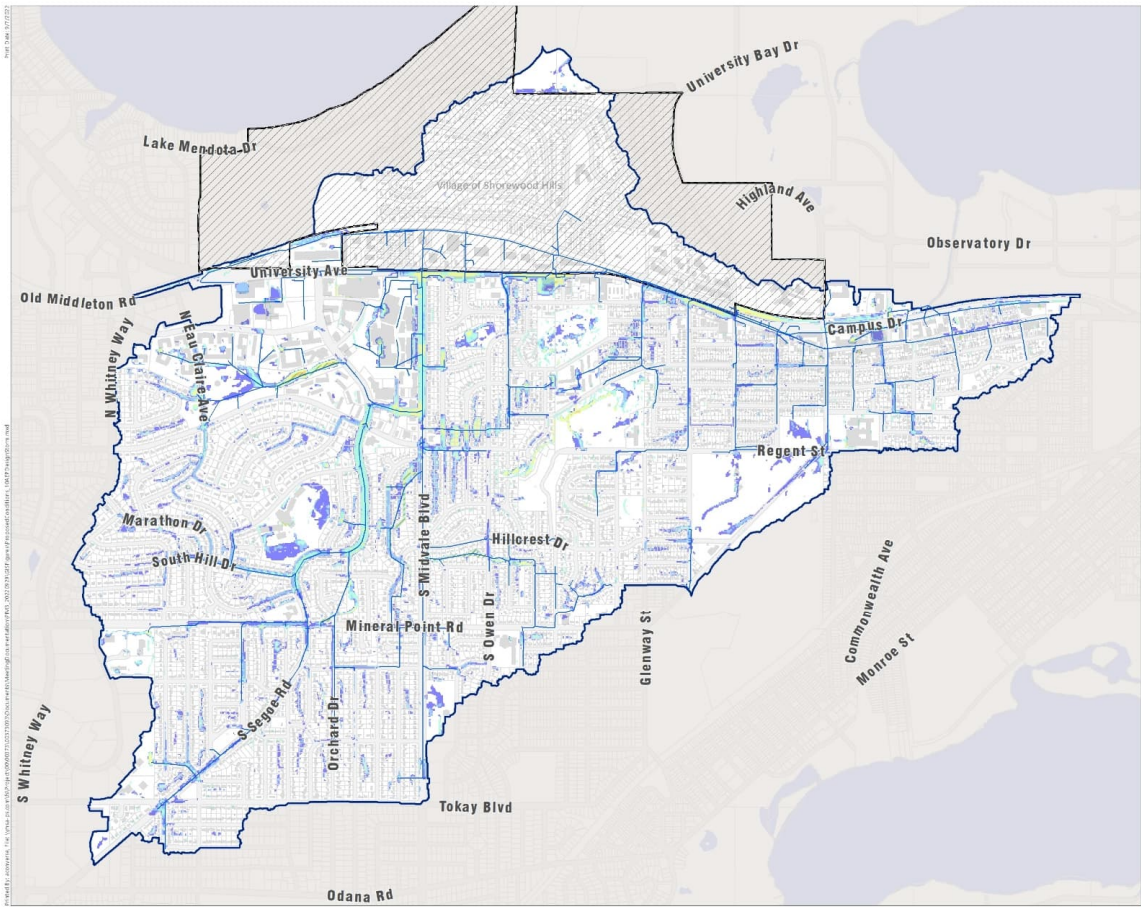 University Bay Dr
Lake Mendota Dr
Village of Shorewood Hills
Highland Ave
Observatory Dr
University Ave
Old Middleton Rd
Campus Dr
N Whitney Way
N Eau Claire Ave
Regent St
Marathon Dr
South Hill Dr
S Midvale Blvd
Hillcrest Dr
Mineral Point Rd
S Owen Dr
Glenway St
Commonwealth Ave
Monroe St
S Segoe Rd
Orchard Dr
S Whitney Way
Tokay Blvd
Odana Rd